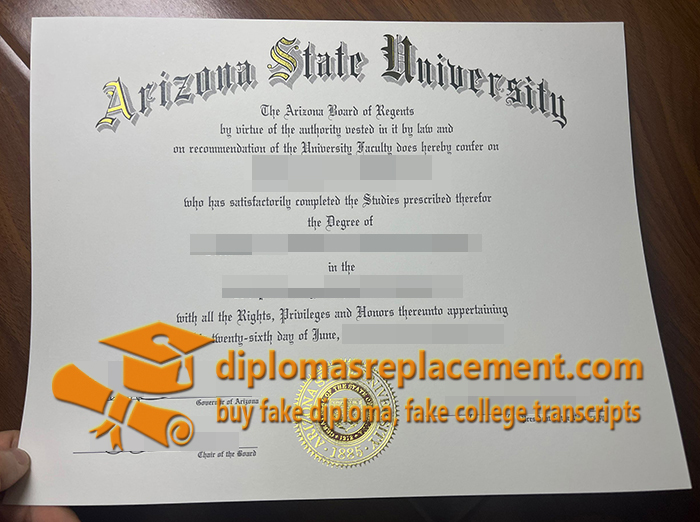 Arizona State University
The Arizona Board of Regents
by virtue of the authority vested in it by law and
on recommendation of the University Faculty does hereby confer on
who has satisfactorily completed the Studies prescribed therefor
the Degree of
in the
with all the Rights, Privileges and Honors thereunto appertaining
twenty-sixth day of June,
diplomasreplacement.com
buy fake diploma, fake college transcripts
Governor of Arizona
Chair of the Board
ARIZONA STATE UNIVERSITY
1885